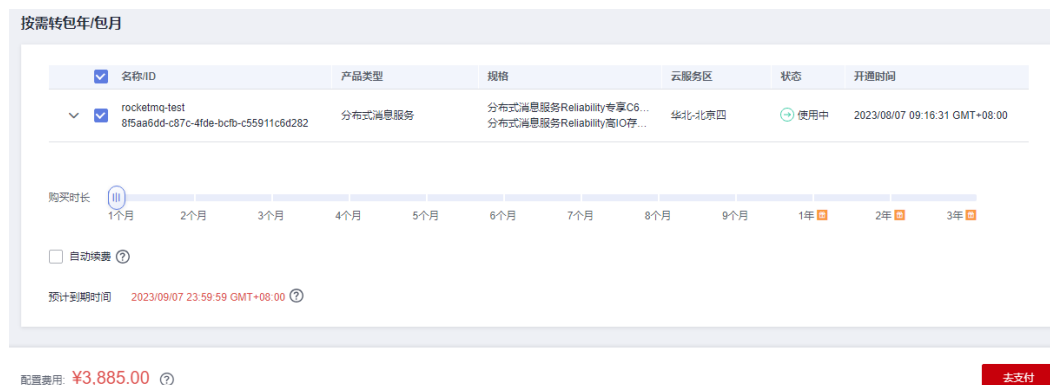 按需转包年/包月
名称/ID 产品类型 规格 云服务区 状态 开通时间
rocketmq-test 分布式消息服务 分布式消息服务Reliability专享C6... 华北-北京四 使用中 2023/08/07 09:16:31 GMT+08:00
8f5aa6dd-c87c-4fde-bcfb-c55911c6d282 分布式消息服务Reliability高IO存...
购买时长
1个月 2个月 3个月 4个月 5个月 6个月 7个月 8个月 9个月 1年 2年 3年
自动续费 ?
预计到期时间 2023/09/07 23:59:59 GMT+08:00 ?
配置费用: ¥3,885.00 ?
去支付